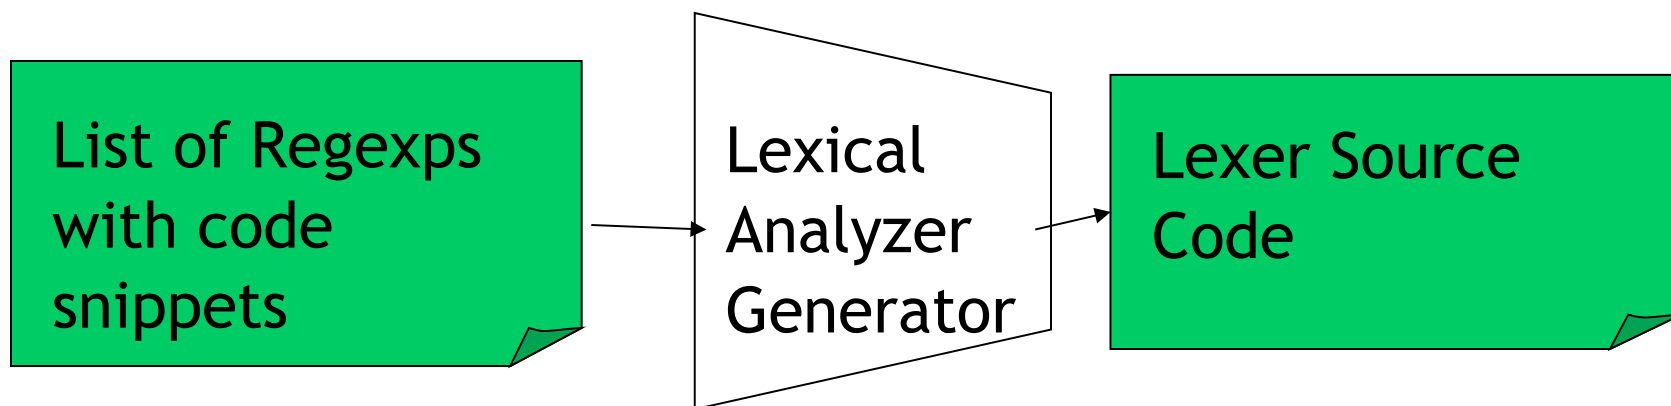 List of Regexps
with code
snippets
Lexical
Analyzer
Generator
Lexer Source
Code